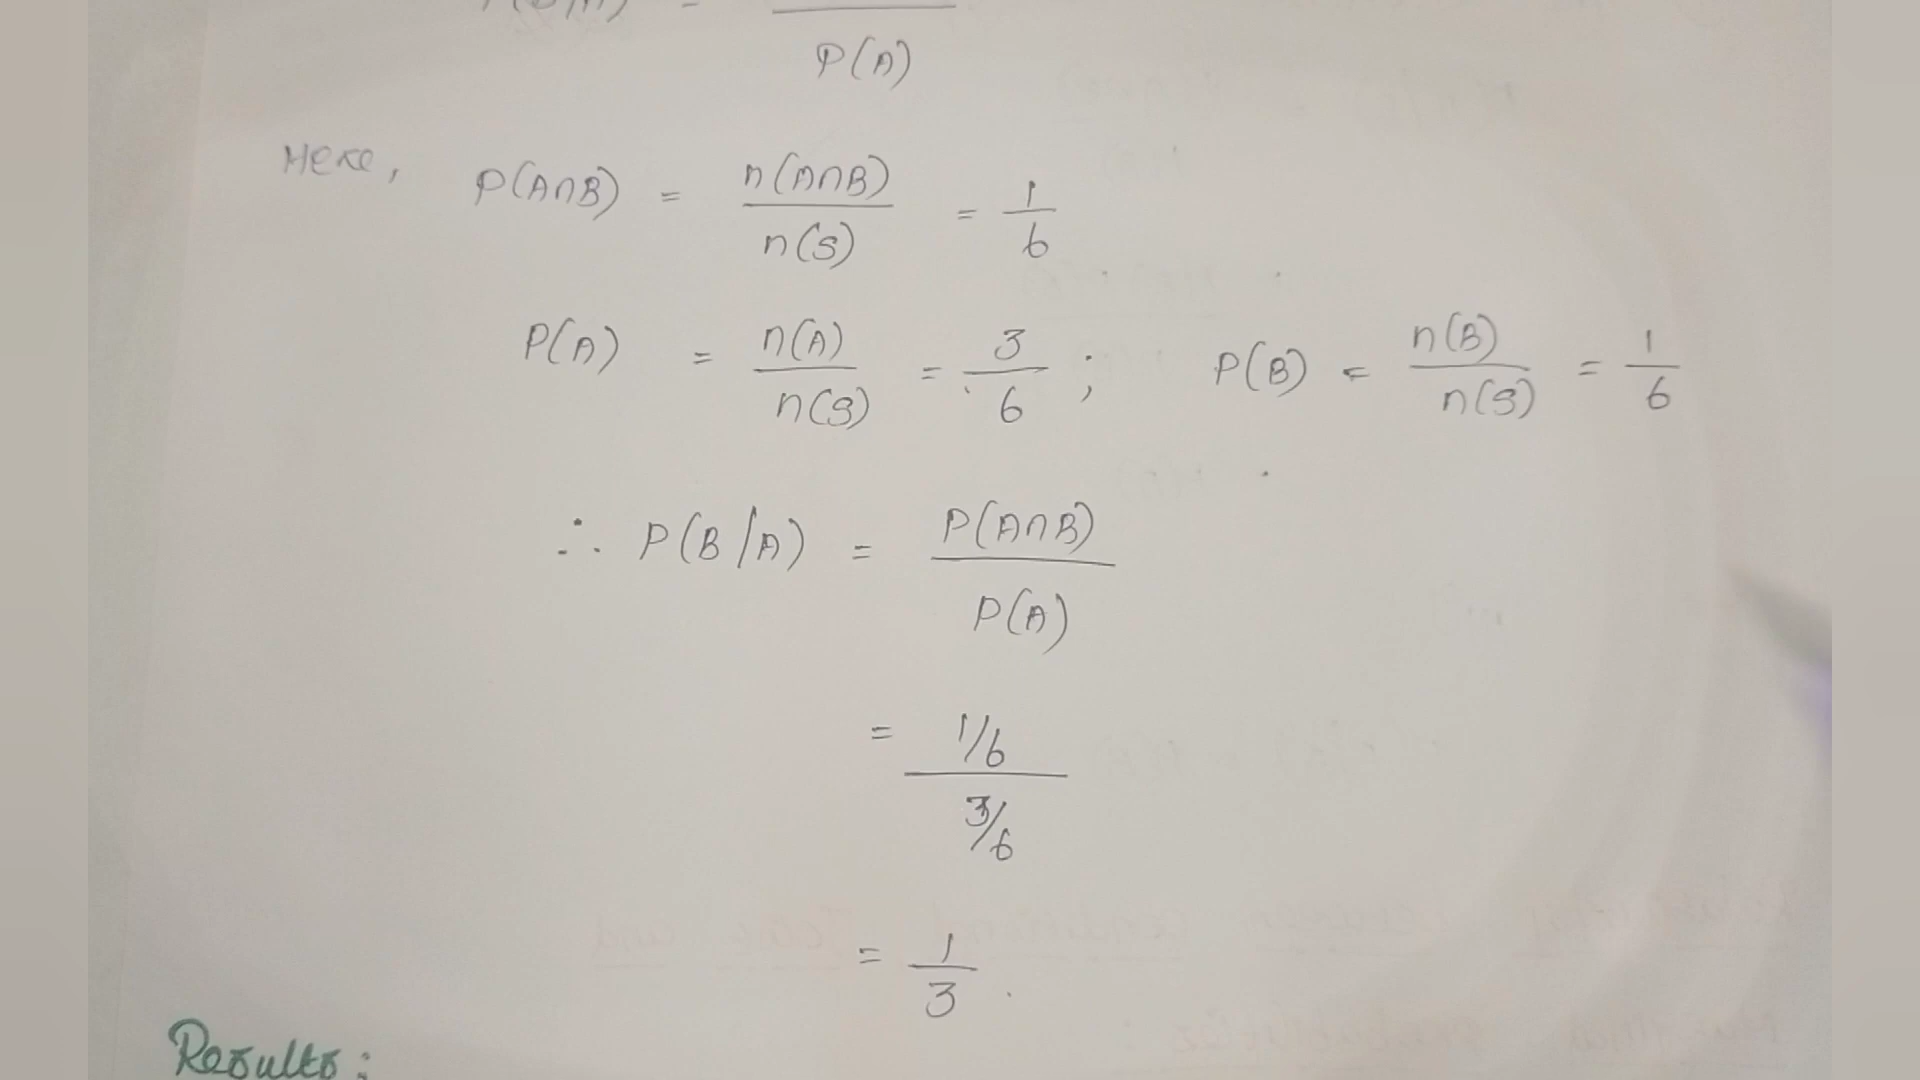 P(A)
Here, P(A∩B) = n(A∩B)/n(S) = 1/6
P(A) = n(A)/n(S) = 3/6 ; P(B) = n(B)/n(S) = 1/6
∴ P(B/A) = P(A∩B)/P(A)
= 1/6 / 3/6
= 1/3.
Results: